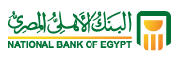 البنك الأهلي المصري
NATIONAL BANK OF EGYPT